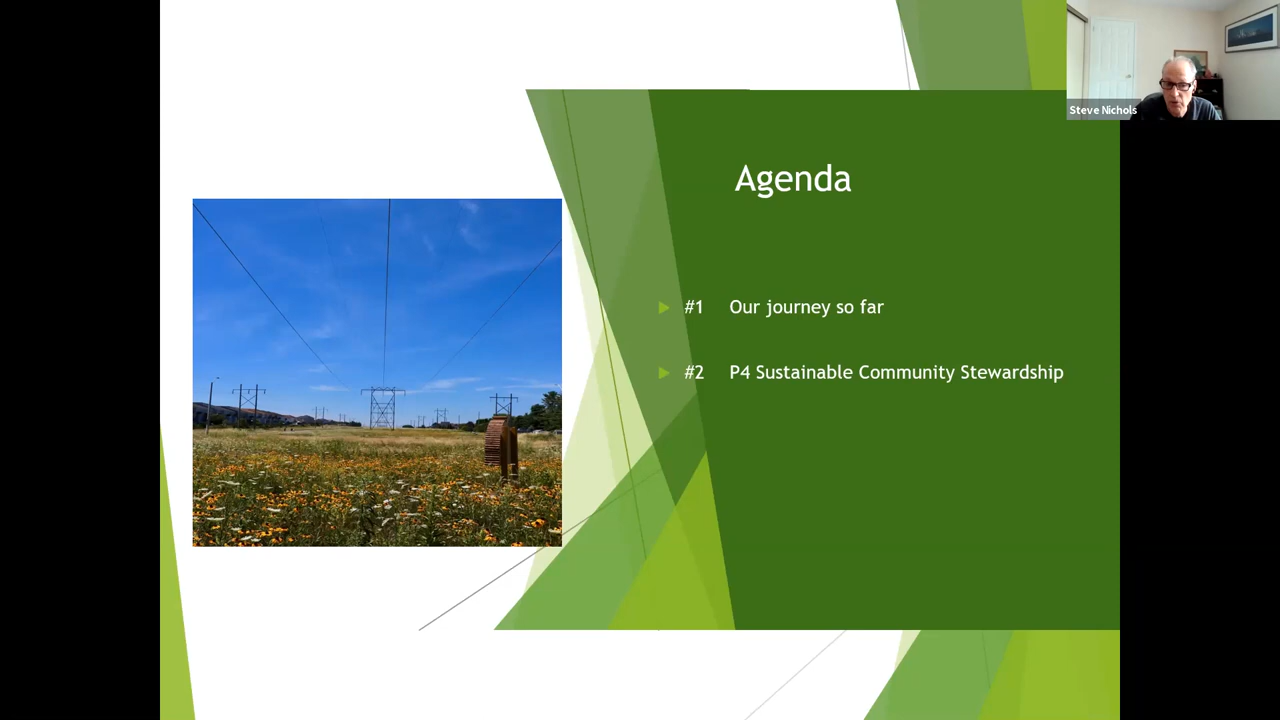 Steve Nichols
Agenda
#1 Our journey so far
#2 P4 Sustainable Community Stewardship